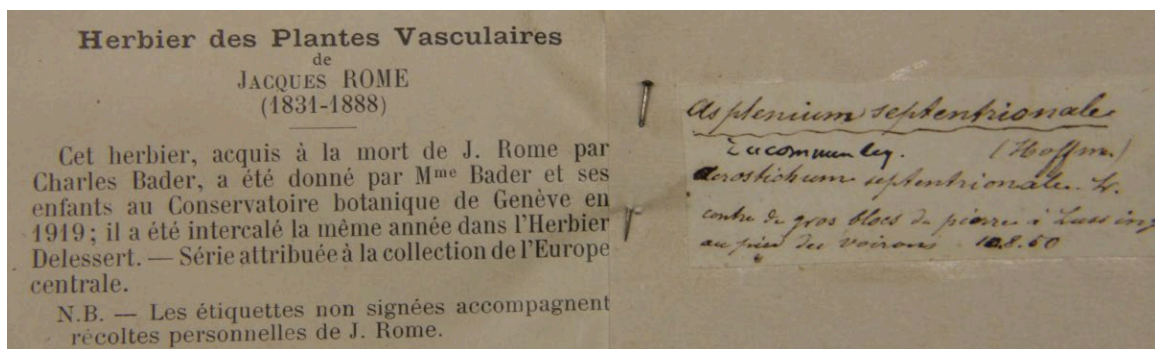 Herbier des Plantes Vasculaires
de
JACQUES ROME
(1831-1888)
Cet herbier, acquis à la mort de J. Rome par
Charles Bader, a été donné par Mme Bader et ses
enfants au Conservatoire botanique de Genève en
1919; il a été intercalé la même année dans l'Herbier
Delessert. — Série attribuée à la collection de l'Europe
centrale.
N.B. — Les étiquettes non signées accompagnent
récoltes personnelles de J. Rome.
Asplenium septentrionale
(Hoffm.)
Acrostichum septentrionale L.
contre de gros blocs de pierre à
au pied des voirons 10.8.60